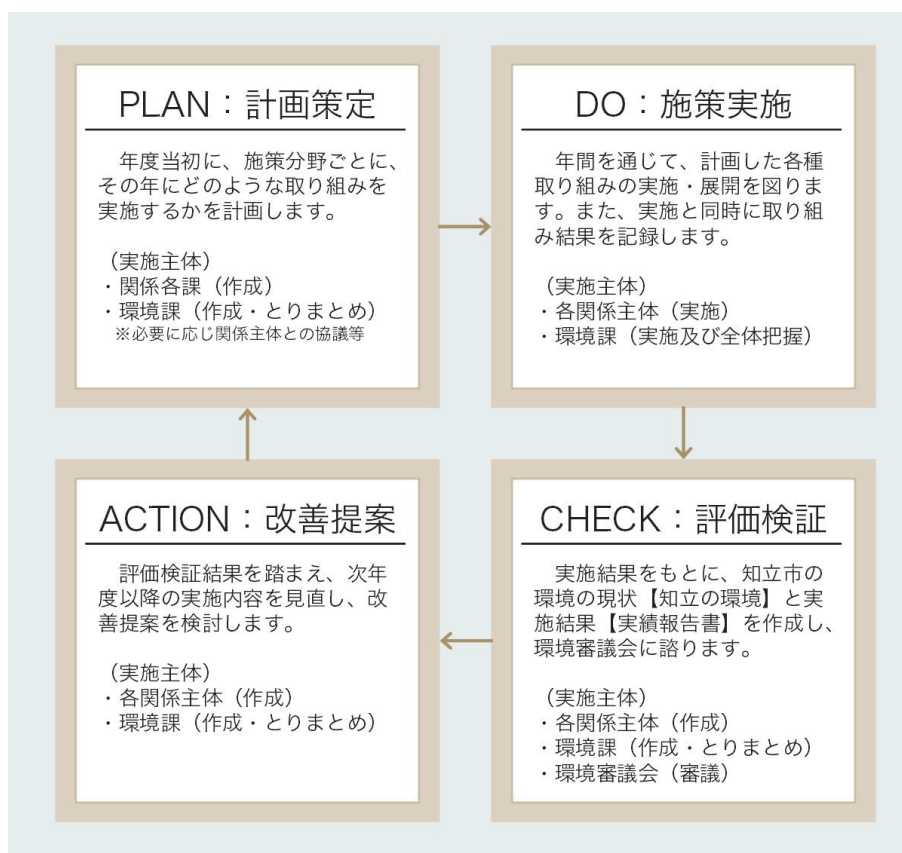 PLAN：計画策定
年度当初に、施策分野ごとに、
その年にどのような取り組みを
実施するかを計画します。
（実施主体）
・関係各課（作成）
・環境課（作成・とりまとめ）
※必要に応じ関係主体との協議等
DO：施策実施
年間を通じて、計画した各種
取り組みの実施・展開を図りま
す。また、実施と同時に取り組
み結果を記録します。
（実施主体）
・各関係主体（実施）
・環境課（実施及び全体把握）
ACTION：改善提案
評価検証結果を踏まえ、次年
度以降の実施内容を見直し、改
善提案を検討します。
（実施主体）
・各関係主体（作成）
・環境課（作成・とりまとめ）
CHECK：評価検証
実施結果をもとに、知立市の
環境の現状【知立の環境】と実
施結果【実績報告書】を作成し、
環境審議会に諮ります。
（実施主体）
・各関係主体（作成）
・環境課（作成・とりまとめ）
・環境審議会（審議）